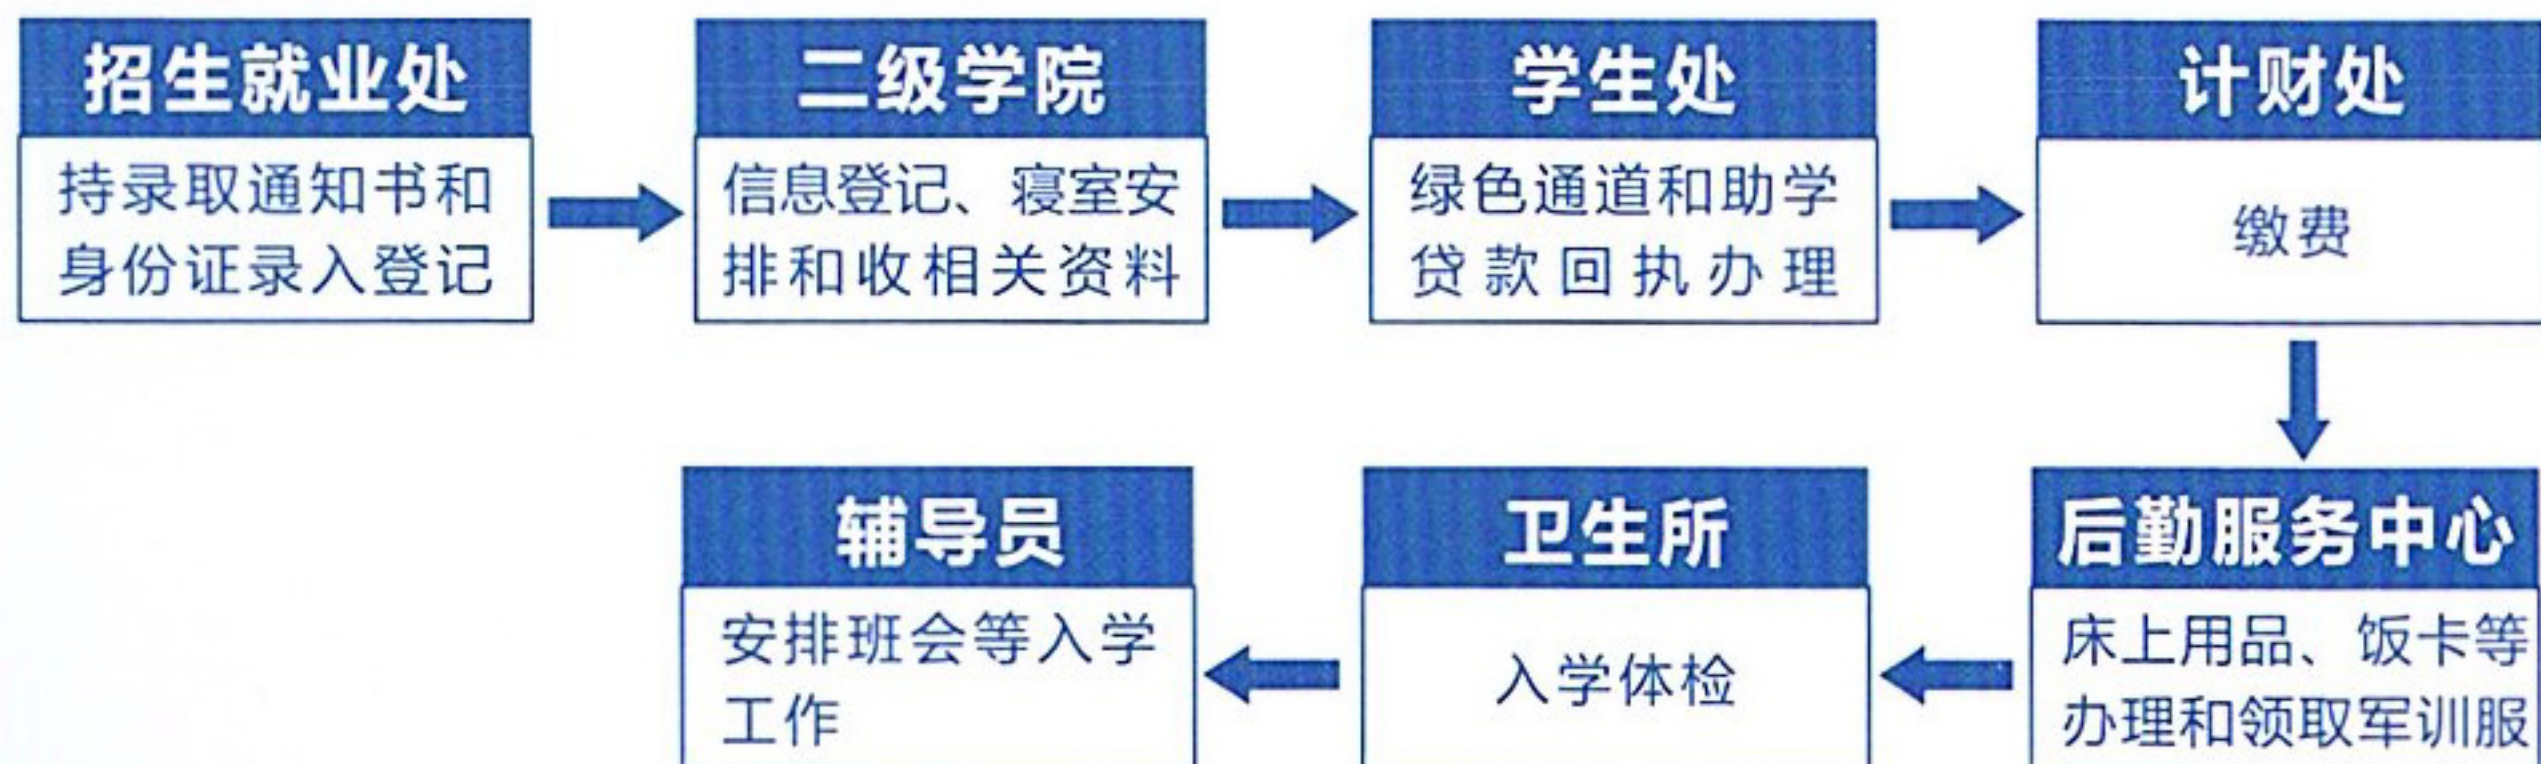 招生就业处
持录取通知书和
身份证录入登记
二级学院
信息登记、寝室安
排和收相关资料
学生处
绿色通道和助学
贷款回执办理
计财处
缴费
后勤服务中心
床上用品、饭卡等
办理和领取军训服
卫生所
入学体检
辅导员
安排班会等入学
工作